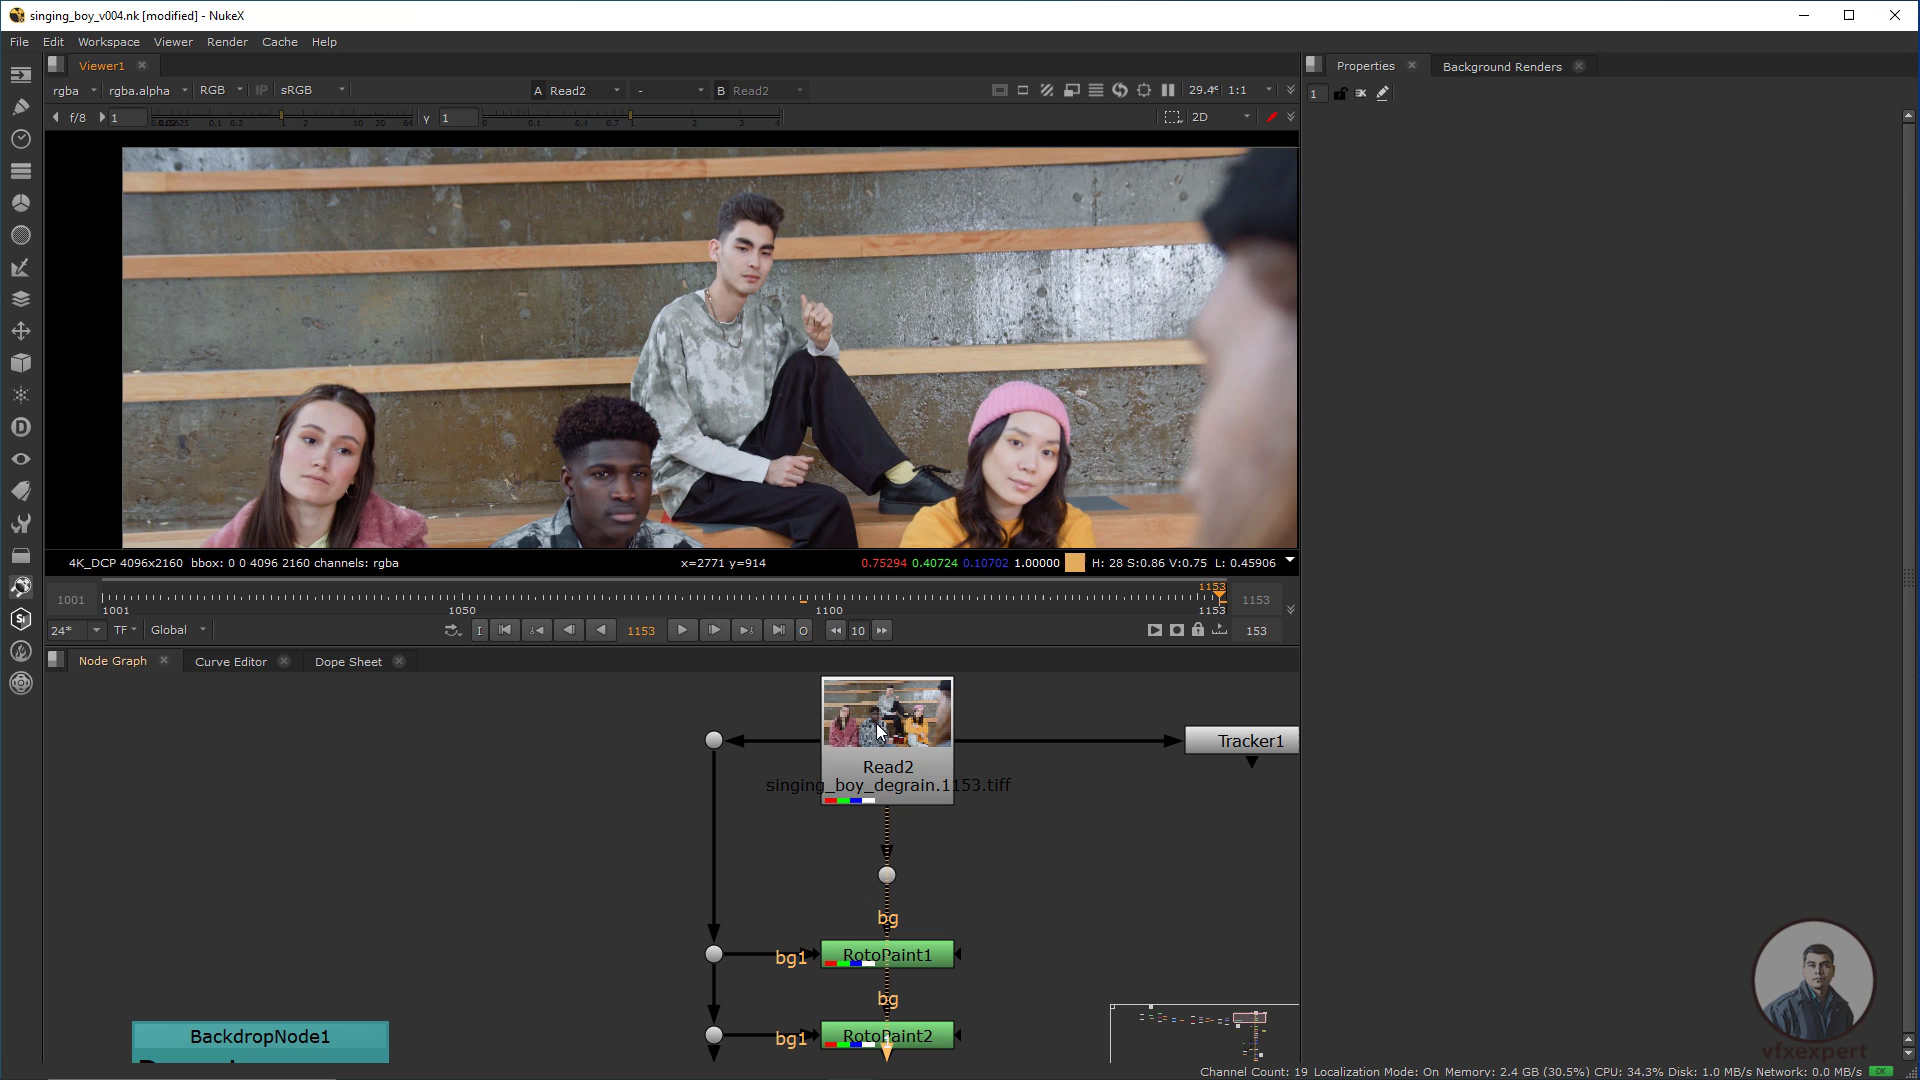 singing_boy_v004.nk [modified] - NukeX
File Edit Workspace Viewer Render Cache Help
Viewer1
Properties Background Renders
rgba rgba.alpha RGB IP sRGB A Read2 - B Read2 1:1
1
f/8 1 y 1 2D
4K_DCP 4096x2160 bbox: 0 0 4096 2160 channels: rgba x=2771 y=914 0.75294 0.40724 0.10702 1.00000 H: 28 S:0.86 V:0.75 L: 0.45906
1153
1001 1153
1001 1050 1100 1153
24* TF Global I 1153 O 10 153
Node Graph Curve Editor Dope Sheet
Tracker1
Read2
singing_boy_degrain.1153.tiff
bg
bg1 RotoPaint1
bg
bg1 RotoPaint2
BackdropNode1
vfxexpert
Channel Count: 19 Localization Mode: On Memory: 2.4 GB (30.5%) CPU: 34.3% Disk: 1.0 MB/s Network: 0.0 MB/s OK